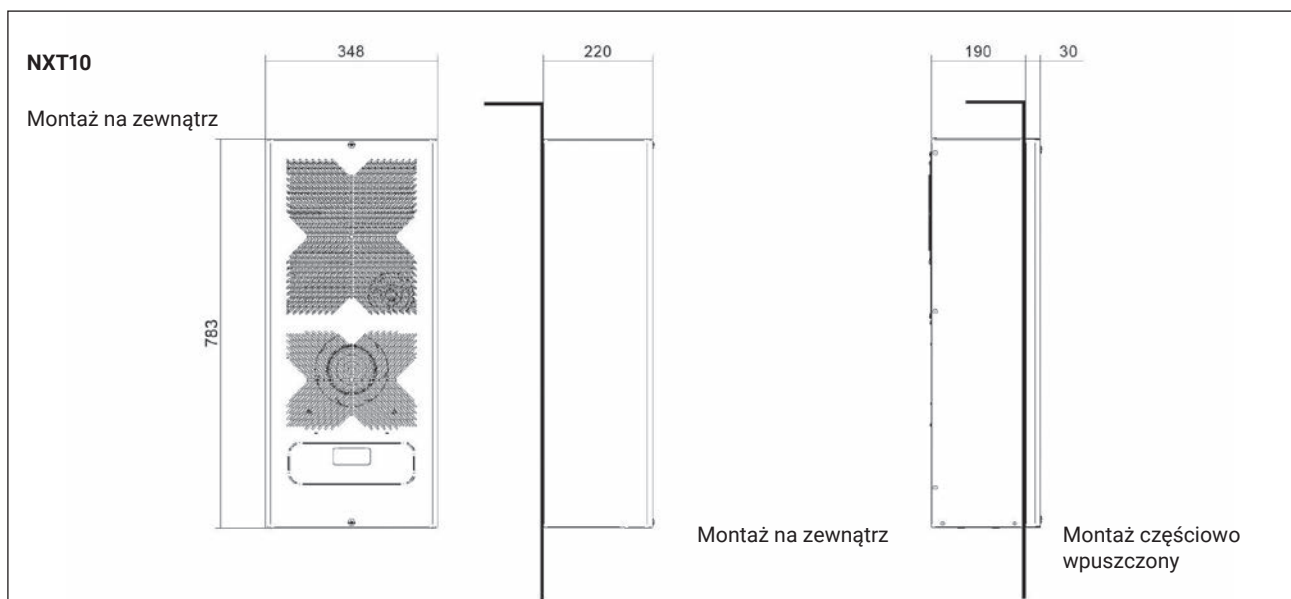 NXT10
Montaż na zewnątrz
348
220
190
30
783
Montaż na zewnątrz
Montaż częściowo
wpuszczony